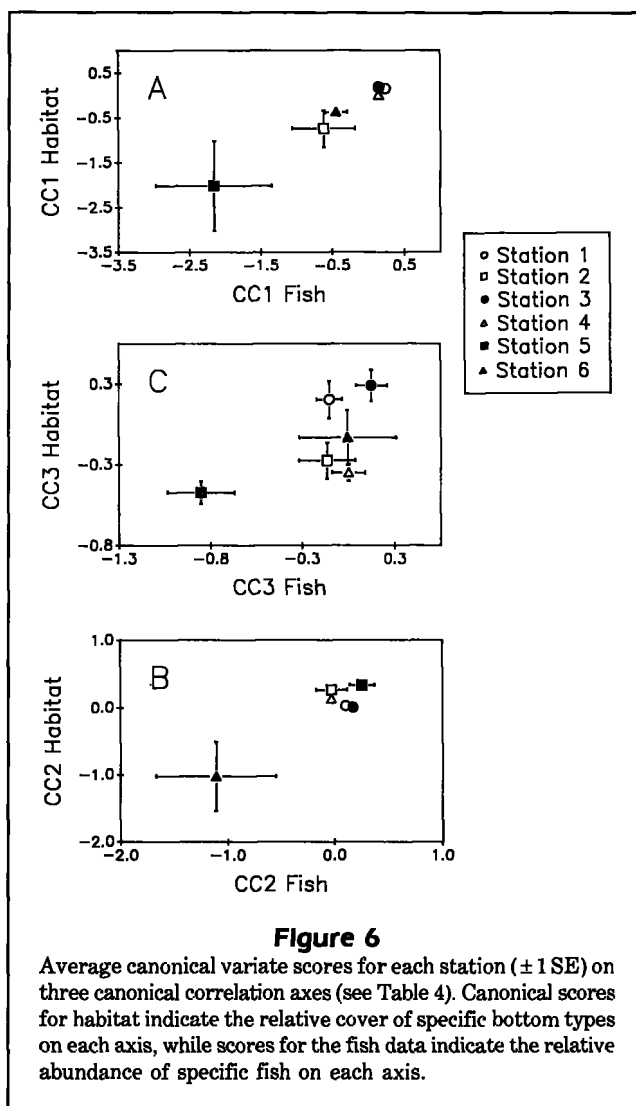 A
CC1 Habitat
0.5
−0.5
−1.5
−2.5
−3.5
−3.5 −2.5 −1.5 −0.5 0.5
CC1 Fish
Station 1
Station 2
Station 3
Station 4
Station 5
Station 6
C
CC3 Habitat
0.3
−0.3
−0.8
−1.3 −0.8 −0.3 0.3
CC3 Fish
B
CC2 Habitat
1.0
0.0
−1.0
−2.0
−2.0 −1.0 0.0 1.0
CC2 Fish
Figure 6
Average canonical variate scores for each station (± 1 SE) on
three canonical correlation axes (see Table 4). Canonical scores
for habitat indicate the relative cover of specific bottom types
on each axis, while scores for the fish data indicate the relative
abundance of specific fish on each axis.